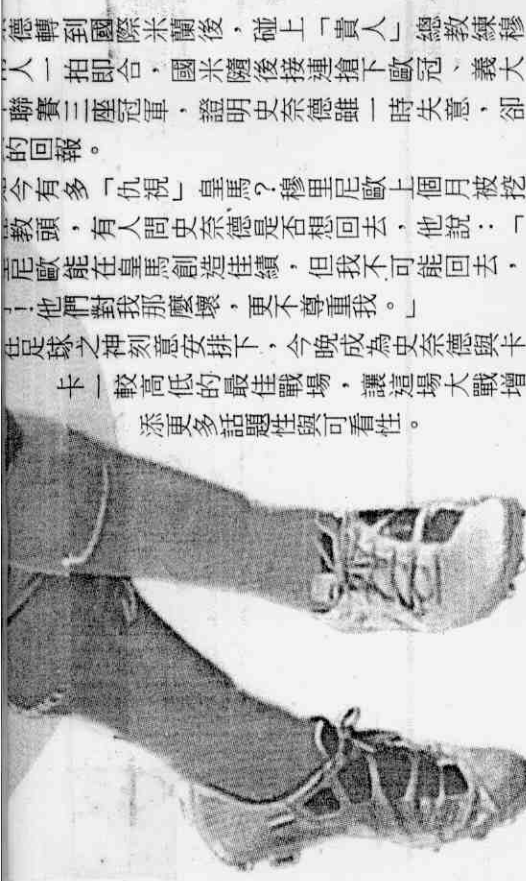 德轉到國際米蘭後，碰上「貴人」總教練穆
人一拍即合，國米隨後接連搶下歐冠、義大
聯賽三座冠軍，證明史奈德雖一時失意，卻
的回報。
今有多「仇視」皇馬？穆里尼歐上個月被挖
教頭，有人問史奈德是否想回去，他說：「
尼歐能在皇馬創造佳績，但我不可能回去，
！他們對我那麼壞，更不尊重我。」
在足球之神刻意安排下，今晚成為史奈德與卡
卡一較高低的最佳戰場，讓這場大戰增
添更多話題性與可看性。